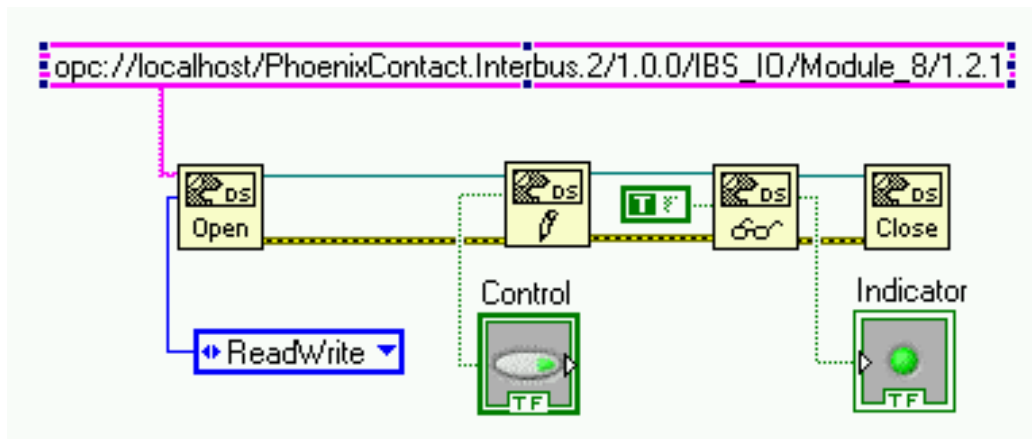 opc://localhost/PhoenixContact.Interbus.2/1.0.0/IBS_IO/Module_8/1.2.1
DS
Open
DS
T
DS
DS
Close
Control
TF
Indicator
TF
ReadWrite